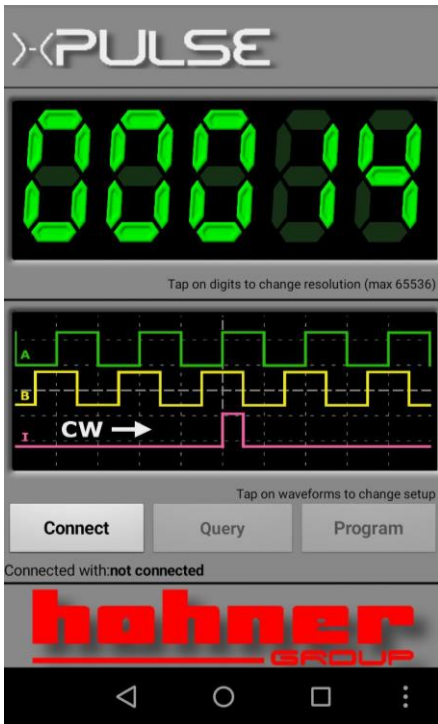 >-<PULSE
00014
Tap on digits to change resolution (max 65536)
A
B
I
CW
Tap on waveforms to change setup
Connect Query Program
Connected with:not connected
hohner
GROUP